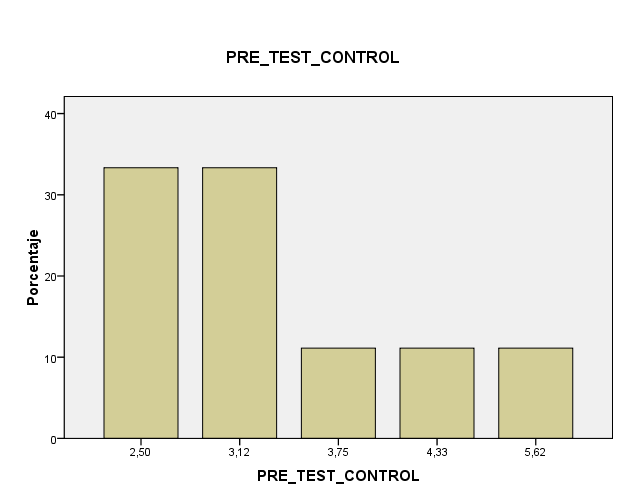 PRE_TEST_CONTROL
40
30
20
10
0
Porcentaje
2,50 3,12 3,75 4,33 5,62
PRE_TEST_CONTROL